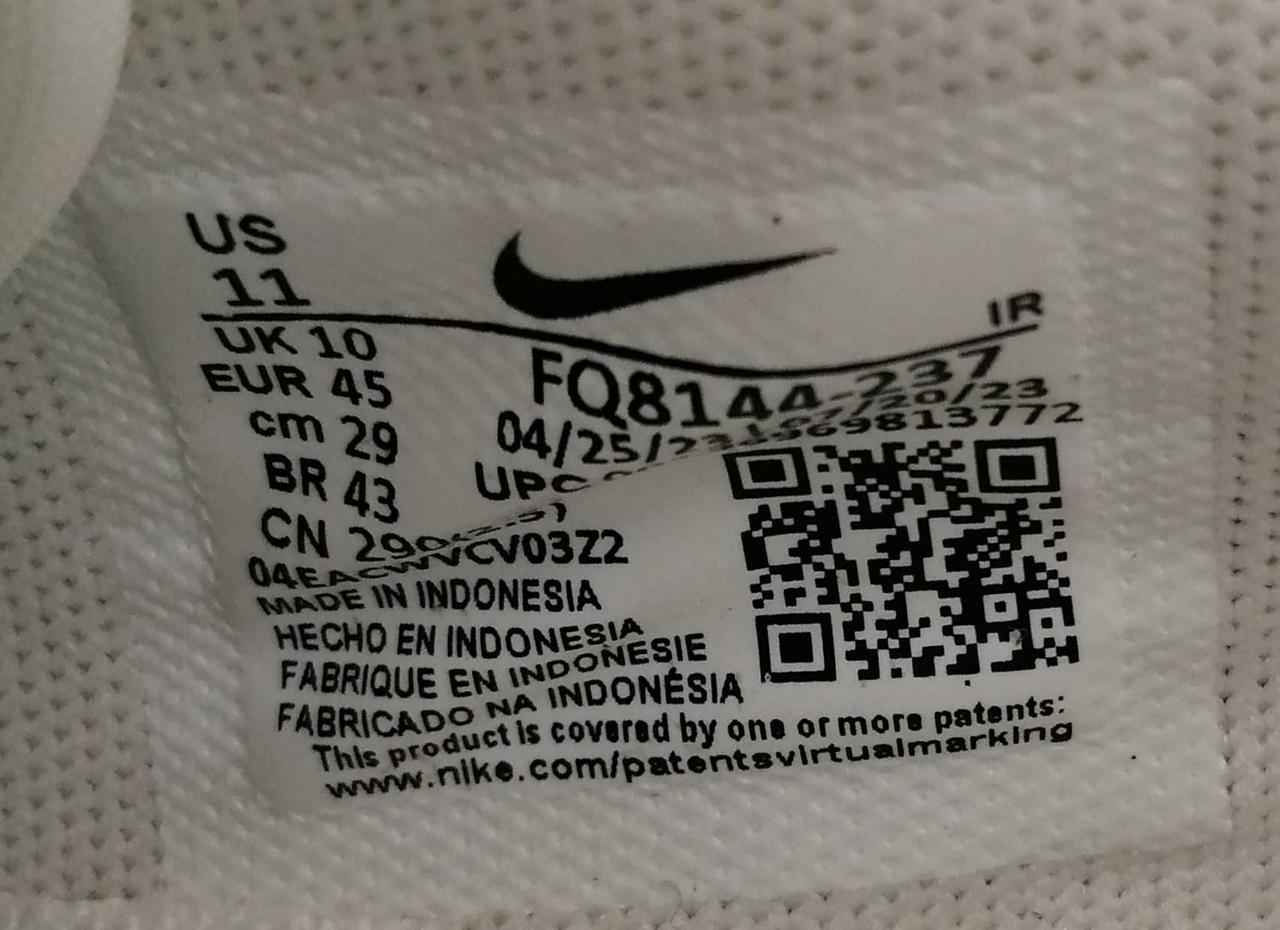 US
11
IR
UK 10
EUR 45
cm 29
BR 43
CN 290
FQ8144-237
04/25/23 07/20/23
UPC
04EACWVCV03Z2
MADE IN INDONESIA
HECHO EN INDONESIA
FABRIQUE EN INDONESIE
FABRICADO NA INDONÉSIA
This product is covered by one or more patents:
www.nike.com/patentsvirtualmarking